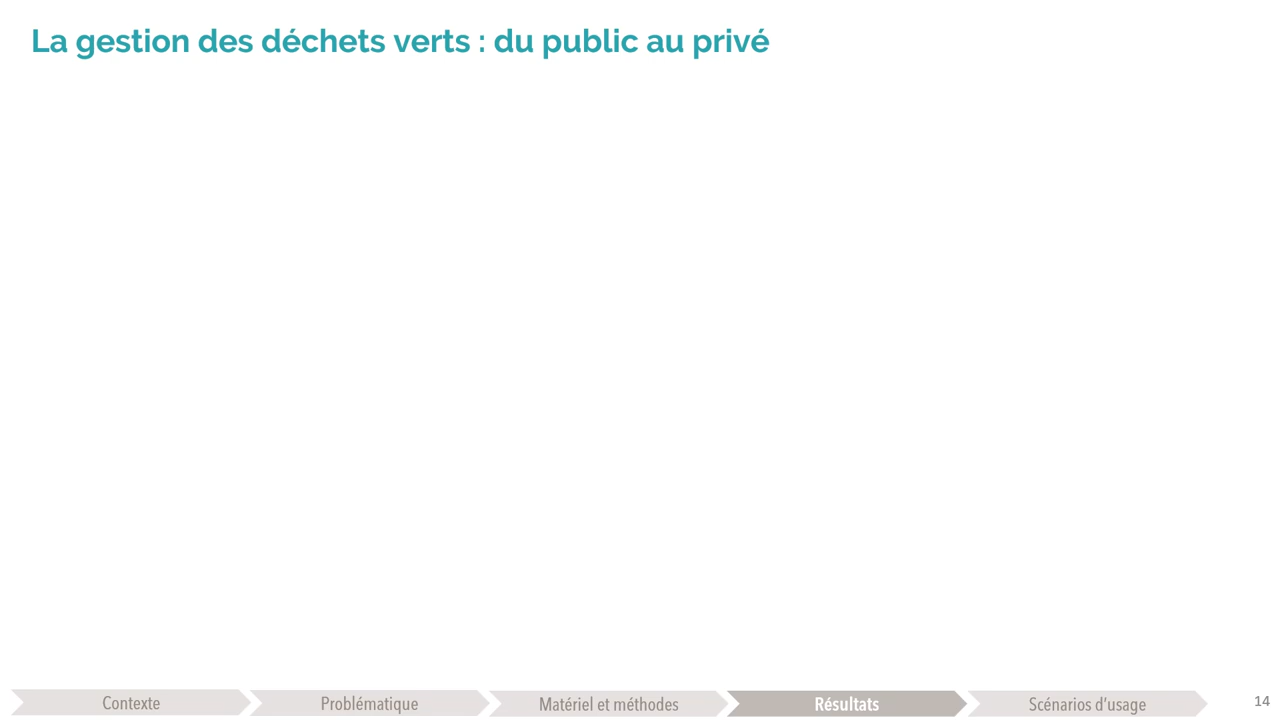 La gestion des déchets verts : du public au privé
Contexte
Problématique
Matériel et méthodes
Résultats
Scénarios d'usage
14